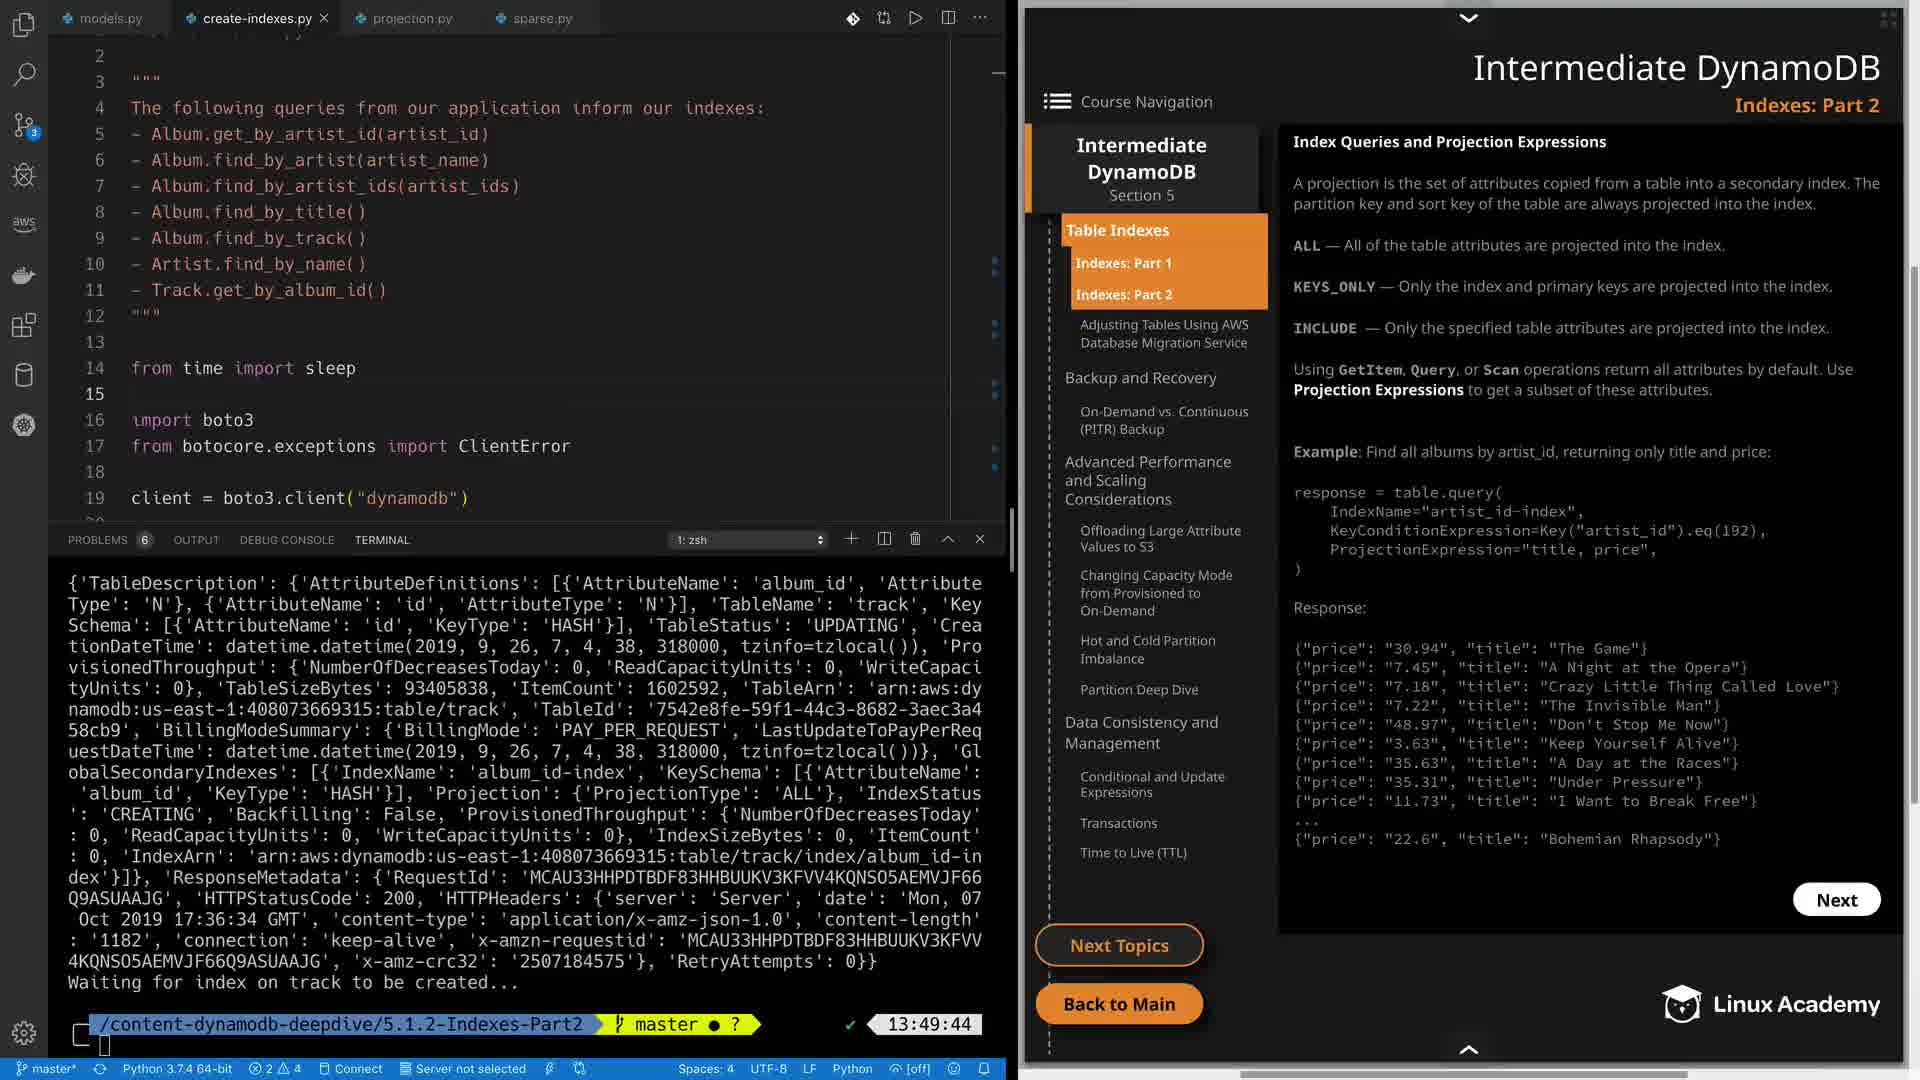 models.py
create-indexes.py
projection.py
sparse.py
2
3 """
4 The following queries from our application inform our indexes:
5 - Album.get_by_artist_id(artist_id)
6 - Album.find_by_artist(artist_name)
7 - Album.find_by_artist_ids(artist_ids)
8 - Album.find_by_title()
9 - Album.find_by_track()
10 - Artist.find_by_name()
11 - Track.get_by_album_id()
12 """
13
14 from time import sleep
15
16 import boto3
17 from botocore.exceptions import ClientError
18
19 client = boto3.client("dynamodb")
PROBLEMS 6 OUTPUT DEBUG CONSOLE TERMINAL 1: zsh
{'TableDescription': {'AttributeDefinitions': [{'AttributeName': 'album_id', 'Attribute
Type': 'N'}, {'AttributeName': 'id', 'AttributeType': 'N'}], 'TableName': 'track', 'Key
Schema': [{'AttributeName': 'id', 'KeyType': 'HASH'}], 'TableStatus': 'UPDATING', 'Crea
tionDateTime': datetime.datetime(2019, 9, 26, 7, 4, 38, 318000, tzinfo=tzlocal()), 'Pro
visionedThroughput': {'NumberOfDecreasesToday': 0, 'ReadCapacityUnits': 0, 'WriteCapaci
tyUnits': 0}, 'TableSizeBytes': 93405838, 'ItemCount': 1602592, 'TableArn': 'arn:aws:dy
namodb:us-east-1:408073669315:table/track', 'TableId': '7542e8fe-59f1-44c3-8682-3aec3a4
58cb9', 'BillingModeSummary': {'BillingMode': 'PAY_PER_REQUEST', 'LastUpdateToPayPerReq
uestDateTime': datetime.datetime(2019, 9, 26, 7, 4, 38, 318000, tzinfo=tzlocal())}, 'Gl
obalSecondaryIndexes': [{'IndexName': 'album_id-index', 'KeySchema': [{'AttributeName':
'album_id', 'KeyType': 'HASH'}], 'Projection': {'ProjectionType': 'ALL'}, 'IndexStatus
': 'CREATING', 'Backfilling': False, 'ProvisionedThroughput': {'NumberOfDecreasesToday'
: 0, 'ReadCapacityUnits': 0, 'WriteCapacityUnits': 0}, 'IndexSizeBytes': 0, 'ItemCount'
: 0, 'IndexArn': 'arn:aws:dynamodb:us-east-1:408073669315:table/track/index/album_id-in
dex'}]}, 'ResponseMetadata': {'RequestId': 'MCAU33HHPDTBDF83HHBUUKV3KFVV4KQNSO5AEMVJF66
Q9ASUAAJG', 'HTTPStatusCode': 200, 'HTTPHeaders': {'server': 'Server', 'date': 'Mon, 07
Oct 2019 17:36:34 GMT', 'content-type': 'application/x-amz-json-1.0', 'content-length'
: '1182', 'connection': 'keep-alive', 'x-amzn-requestid': 'MCAU33HHPDTBDF83HHBUUKV3KFVV
4KQNSO5AEMVJF66Q9ASUAAJG', 'x-amz-crc32': '2507184575'}, 'RetryAttempts': 0}}
Waiting for index on track to be created...
/content-dynamodb-deepdive/5.1.2-Indexes-Part2 master ● ? ✔ 13:49:44
master* Python 3.7.4 64-bit 2 4 Connect Server not selected Spaces: 4 UTF-8 LF Python [off]
aws
3
Intermediate DynamoDB
Indexes: Part 2
Course Navigation
Intermediate
DynamoDB
Section 5
Table Indexes
Indexes: Part 1
Indexes: Part 2
Adjusting Tables Using AWS
Database Migration Service
Backup and Recovery
On-Demand vs. Continuous
(PITR) Backup
Advanced Performance
and Scaling
Considerations
Offloading Large Attribute
Values to S3
Changing Capacity Mode
from Provisioned to
On-Demand
Hot and Cold Partition
Imbalance
Partition Deep Dive
Data Consistency and
Management
Conditional and Update
Expressions
Transactions
Time to Live (TTL)
Next Topics
Back to Main
Index Queries and Projection Expressions
A projection is the set of attributes copied from a table into a secondary index. The
partition key and sort key of the table are always projected into the index.
ALL — All of the table attributes are projected into the index.
KEYS_ONLY — Only the index and primary keys are projected into the index.
INCLUDE — Only the specified table attributes are projected into the index.
Using GetItem, Query, or Scan operations return all attributes by default. Use
Projection Expressions to get a subset of these attributes.
Example: Find all albums by artist_id, returning only title and price:
response = table.query(
IndexName="artist_id-index",
KeyConditionExpression=Key("artist_id").eq(192),
ProjectionExpression="title, price",
)
Response:
{"price": "30.94", "title": "The Game"}
{"price": "7.45", "title": "A Night at the Opera"}
{"price": "7.18", "title": "Crazy Little Thing Called Love"}
{"price": "7.22", "title": "The Invisible Man"}
{"price": "48.97", "title": "Don't Stop Me Now"}
{"price": "3.63", "title": "Keep Yourself Alive"}
{"price": "35.63", "title": "A Day at the Races"}
{"price": "35.31", "title": "Under Pressure"}
{"price": "11.73", "title": "I Want to Break Free"}
...
{"price": "22.6", "title": "Bohemian Rhapsody"}
Next
Linux Academy